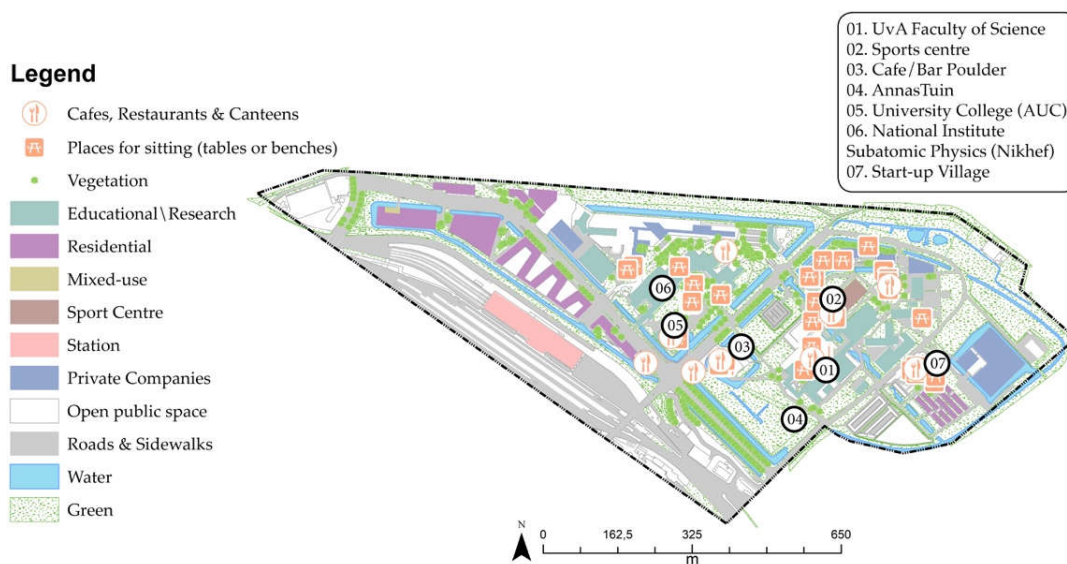 01. UvA Faculty of Science
02. Sports centre
03. Cafe/Bar Poulder
04. AnnasTuin
05. University College (AUC)
06. National Institute
Subatomic Physics (Nikhef)
07. Start-up Village
Legend
Cafes, Restaurants & Canteens
Places for sitting (tables or benches)
Vegetation
Educational\Research
Residential
Mixed-use
Sport Centre
Station
Private Companies
Open public space
Roads & Sidewalks
Water
Green
06
02
05
03
01
07
04
N
0 162,5 325 650
m